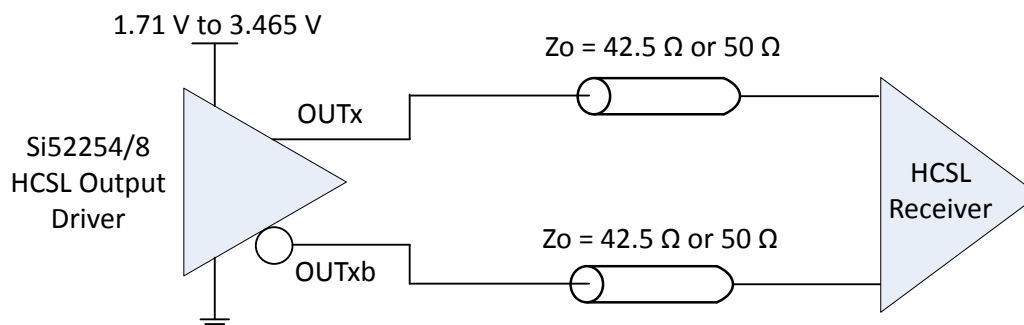 1.71 V to 3.465 V
Zo = 42.5 Ω or 50 Ω
OUTx
Si52254/8
HCSL Output
Driver
HCSL
Receiver
Zo = 42.5 Ω or 50 Ω
OUTxb